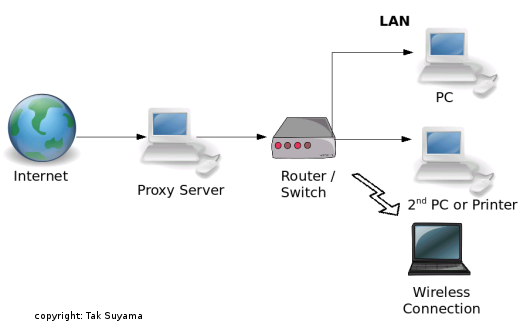 LAN
PC
Internet
Proxy Server
Router /
Switch
2nd PC or Printer
Wireless
Connection
copyright: Tak Suyama